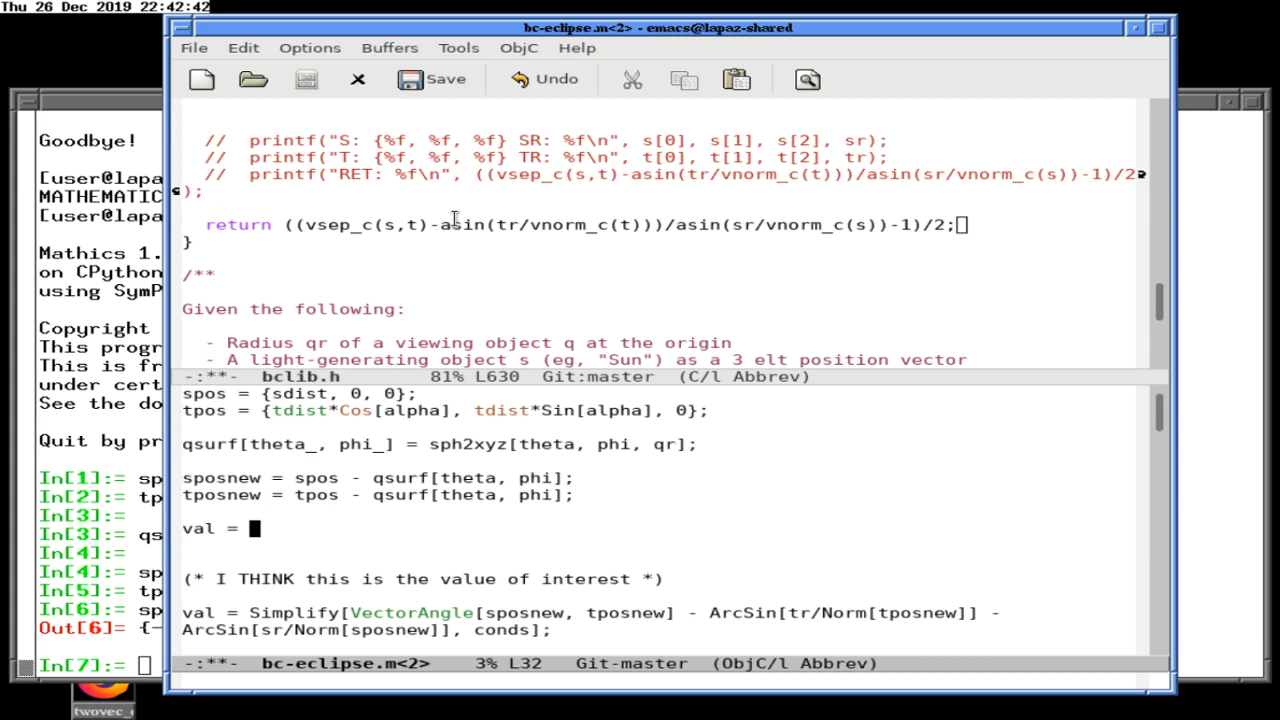 Thu 26 Dec 2019 22:42:42
bc-eclipse.m<2> - emacs@lapaz-shared
File Edit Options Buffers Tools ObjC Help
Save Undo
//  printf("S: {%f, %f, %f} SR: %f\n", s[0], s[1], s[2], sr);
//  printf("T: {%f, %f, %f} TR: %f\n", t[0], t[1], t[2], tr);
//  printf("RET: %f\n", ((vsep_c(s,t)-asin(tr/vnorm_c(t)))/asin(sr/vnorm_c(s))-1)/2
);
return ((vsep_c(s,t)-asin(tr/vnorm_c(t)))/asin(sr/vnorm_c(s))-1)/2;
}
/**
Given the following:
- Radius qr of a viewing object q at the origin
- A light-generating object s (eg, "Sun") as a 3 elt position vector
-:**-  bclib.h        81% L630  Git:master  (C/l Abbrev)
spos = {sdist, 0, 0};
tpos = {tdist*Cos[alpha], tdist*Sin[alpha], 0};
qsurf[theta_, phi_] = sph2xyz[theta, phi, qr];
sposnew = spos - qsurf[theta, phi];
tposnew = tpos - qsurf[theta, phi];
val =
(* I THINK this is the value of interest *)
val = Simplify[VectorAngle[sposnew, tposnew] - ArcSin[tr/Norm[tposnew]] -
ArcSin[sr/Norm[sposnew]], conds];
-:**-  bc-eclipse.m<2>    3% L32   Git-master  (ObjC/l Abbrev)
Goodbye!
[user@lapa
MATHEMATIC
[user@lapa
Mathics 1.
on CPython
using SymP
Copyright
This progr
This is fr
under cert
See the do
Quit by pr
In[1]:= sp
In[2]:= tp
In[3]:=
In[3]:= qs
In[4]:=
In[4]:= sp
In[5]:= tp
In[6]:= sp
Out[6]= {-
In[7]:=
twovec_